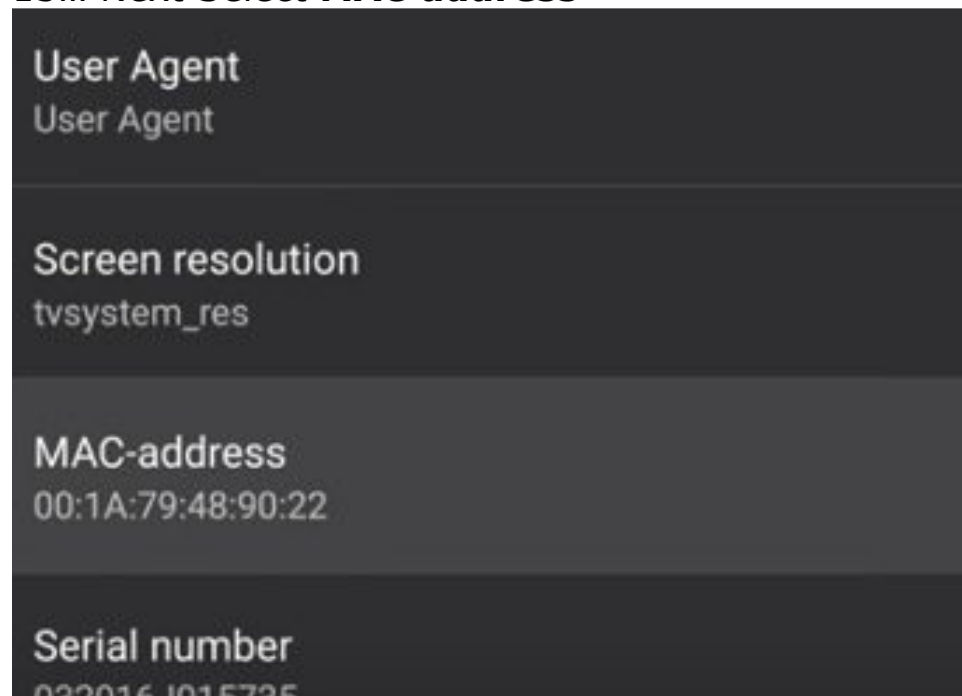 User Agent
User Agent
Screen resolution
tvsystem_res
MAC-address
00:1A:79:48:90:22
Serial number